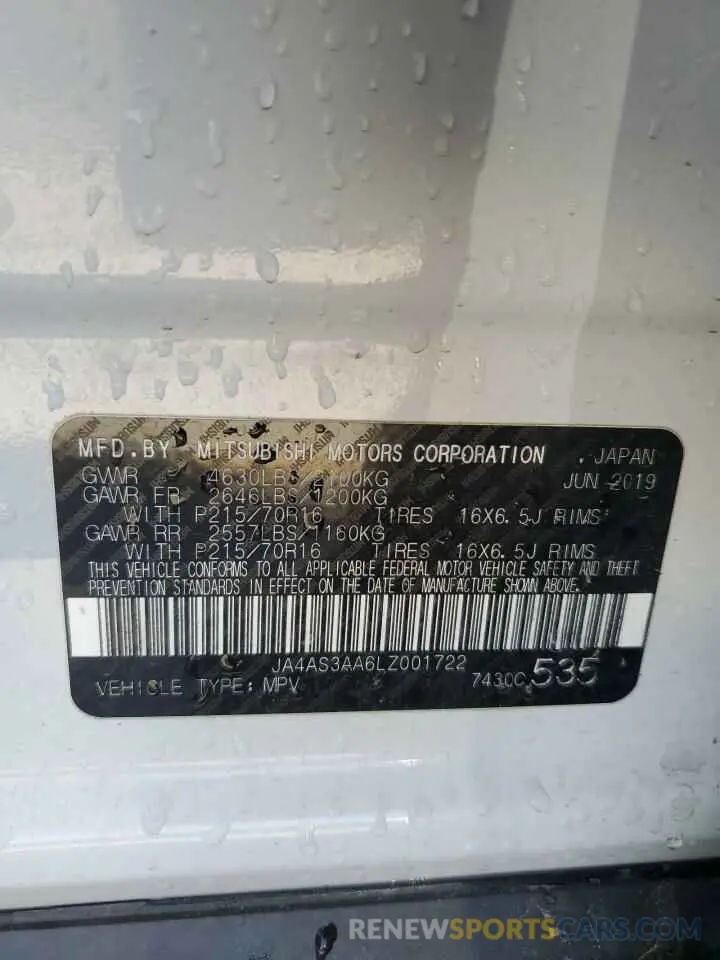 MFD.BY MITSUBISHI MOTORS CORPORATION JAPAN
GVWR 4630LBS/2100KG JUN 2019
GAWR FR 2646LBS/1200KG
WITH P215/70R16 TIRES 16X6.5J RIMS
GAWR RR 2557LBS/1160KG
WITH P215/70R16 TIRES 16X6.5J RIMS
THIS VEHICLE CONFORMS TO ALL APPLICABLE FEDERAL MOTOR VEHICLE SAFETY AND THEFT
PREVENTION STANDARDS IN EFFECT ON THE DATE OF MANUFACTURE SHOWN ABOVE.
JA4AS3AA6LZ001722
VEHICLE TYPE: MPV 7430C 535
RENEWSPORTSCARS.COM